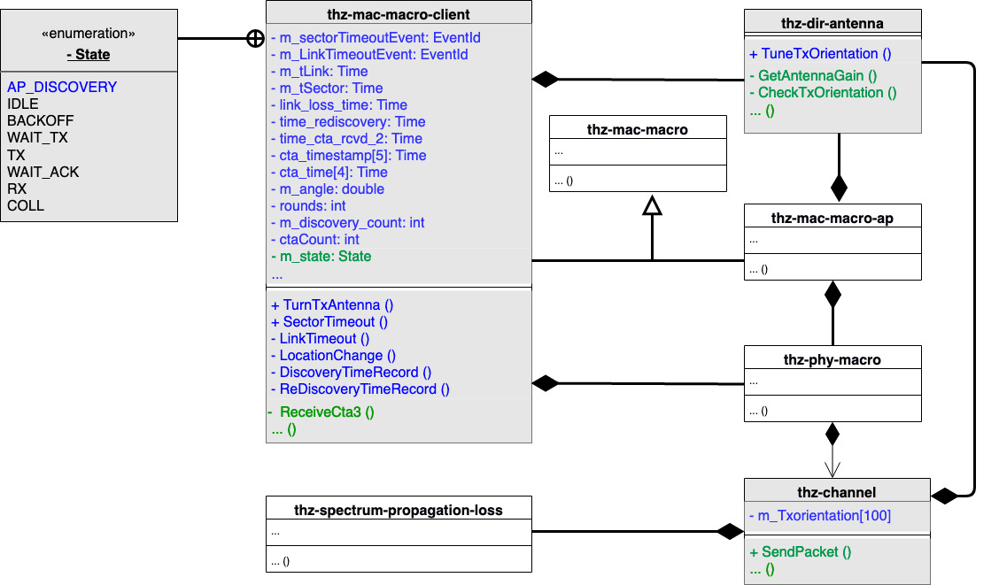 «enumeration»
- State
AP_DISCOVERY
IDLE
BACKOFF
WAIT_TX
TX
WAIT_ACK
RX
COLL
thz-mac-macro-client
- m_sectorTimeoutEvent: EventId
- m_LinkTimeoutEvent: EventId
- m_tLink: Time
- m_tSector: Time
- link_loss_time: Time
- time_rediscovery: Time
- time_cta_rcvd_2: Time
- cta_timestamp[5]: Time
- cta_time[4]: Time
- m_angle: double
- rounds: int
- m_discovery_count: int
- ctaCount: int
- m_state: State
...
+ TurnTxAntenna ()
+ SectorTimeout ()
- LinkTimeout ()
- LocationChange ()
- DiscoveryTimeRecord ()
- ReDiscoveryTimeRecord ()
- ReceiveCta3 ()
... ()
thz-mac-macro
...
... ()
thz-dir-antenna
+ TuneTxOrientation ()
- GetAntennaGain ()
- CheckTxOrientation ()
... ()
thz-mac-macro-ap
...
... ()
thz-phy-macro
...
... ()
thz-spectrum-propagation-loss
...
... ()
thz-channel
- m_Txorientation[100]
+ SendPacket ()
... ()